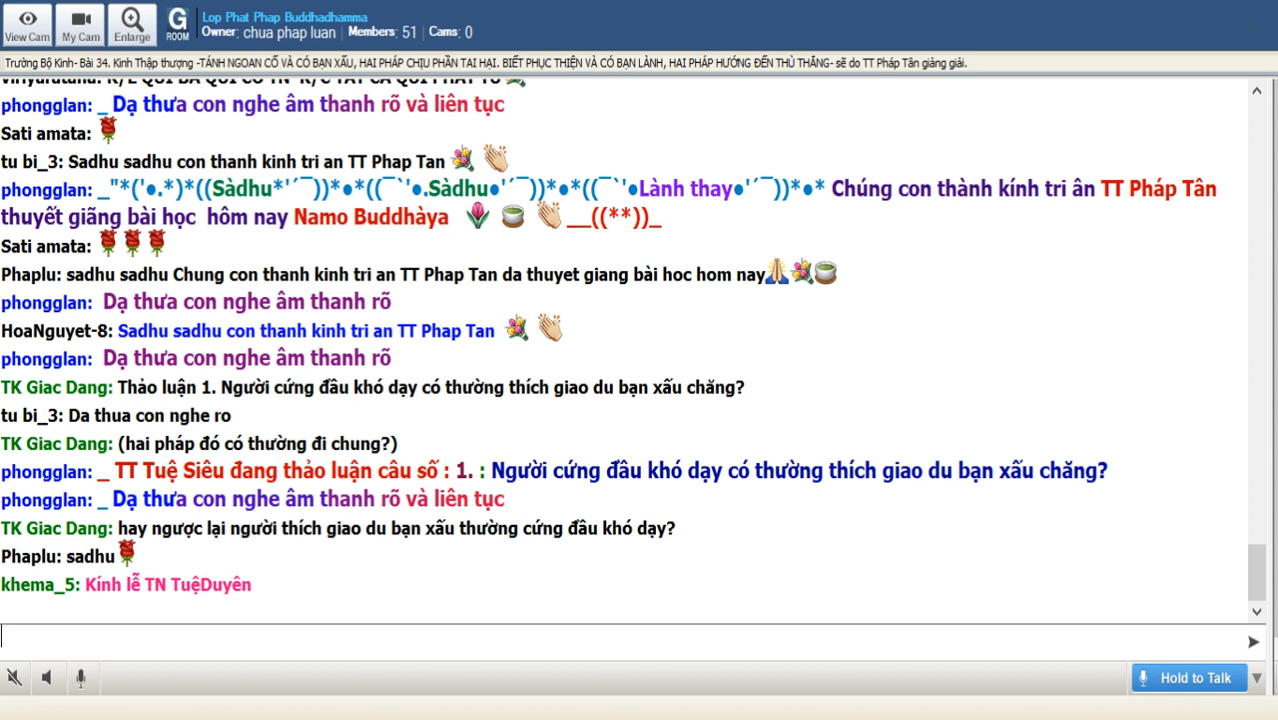 Lop Phat Phap Buddhadhamma
View Cam My Cam Enlarge G ROOM Owner: chua phap luan | Members: 51 | Cams: 0
Trường Bộ Kinh- Bài 34. Kinh Thập thượng -TÁNH NGOAN CỐ VÀ CÓ BẠN XẤU, HAI PHÁP CHỊU PHẦN TAI HẠI. BIẾT PHỤC THIỆN VÀ CÓ BẠN LÀNH, HAI PHÁP HƯỚNG ĐẾN THÙ THẮNG- sẽ do TT Pháp Tân giảng giải.
phongglan: _ Dạ thưa con nghe âm thanh rõ và liên tục
Sati amata:
tu bi_3: Sadhu sadhu con thanh kinh tri an TT Phap Tan
phongglan: _"*('•.*)*((Sàdhu*'´¯))*•*((¯`'•.Sàdhu•'´¯))*•*((¯`'•Lành thay•'´¯))*•* Chúng con thành kính tri ân TT Pháp Tân
thuyết giãng bài học hôm nay Namo Buddhàya __((**))_
Sati amata:
Phaplu: sadhu sadhu Chung con thanh kinh tri an TT Phap Tan da thuyet giang bài hoc hom nay
phongglan: Dạ thưa con nghe âm thanh rõ
HoaNguyet-8: Sadhu sadhu con thanh kinh tri an TT Phap Tan
phongglan: Dạ thưa con nghe âm thanh rõ
TK Giac Dang: Thảo luận 1. Người cứng đầu khó dạy có thường thích giao du bạn xấu chăng?
tu bi_3: Da thua con nghe ro
TK Giac Dang: (hai pháp đó có thường đi chung?)
phongglan: _ TT Tuệ Siêu đang thảo luận câu số : 1. : Người cứng đầu khó dạy có thường thích giao du bạn xấu chăng?
phongglan: _ Dạ thưa con nghe âm thanh rõ và liên tục
TK Giac Dang: hay ngược lại người thích giao du bạn xấu thường cứng đầu khó dạy?
Phaplu: sadhu
khema_5: Kính lễ TN TuệDuyên
Hold to Talk